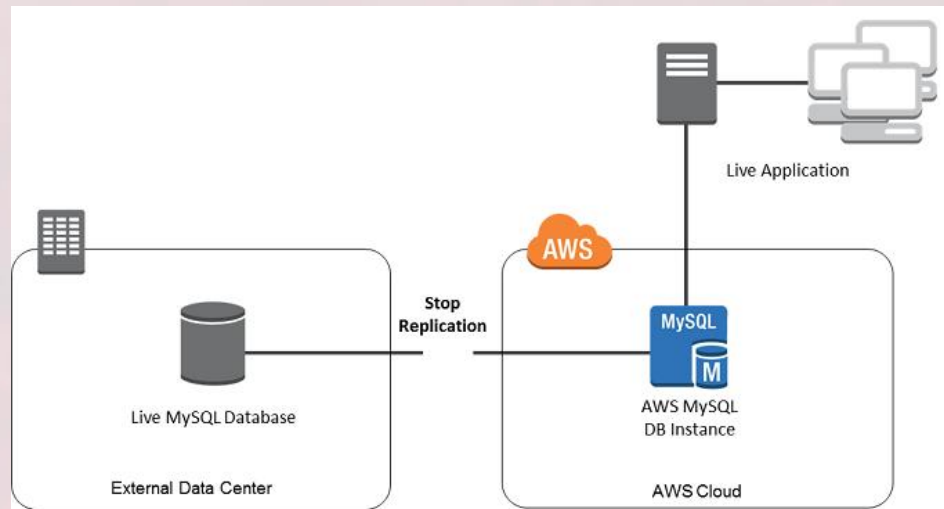 Live Application
AWS
Stop
Replication
MySQL
M
Live MySQL Database
AWS MySQL
DB Instance
External Data Center
AWS Cloud